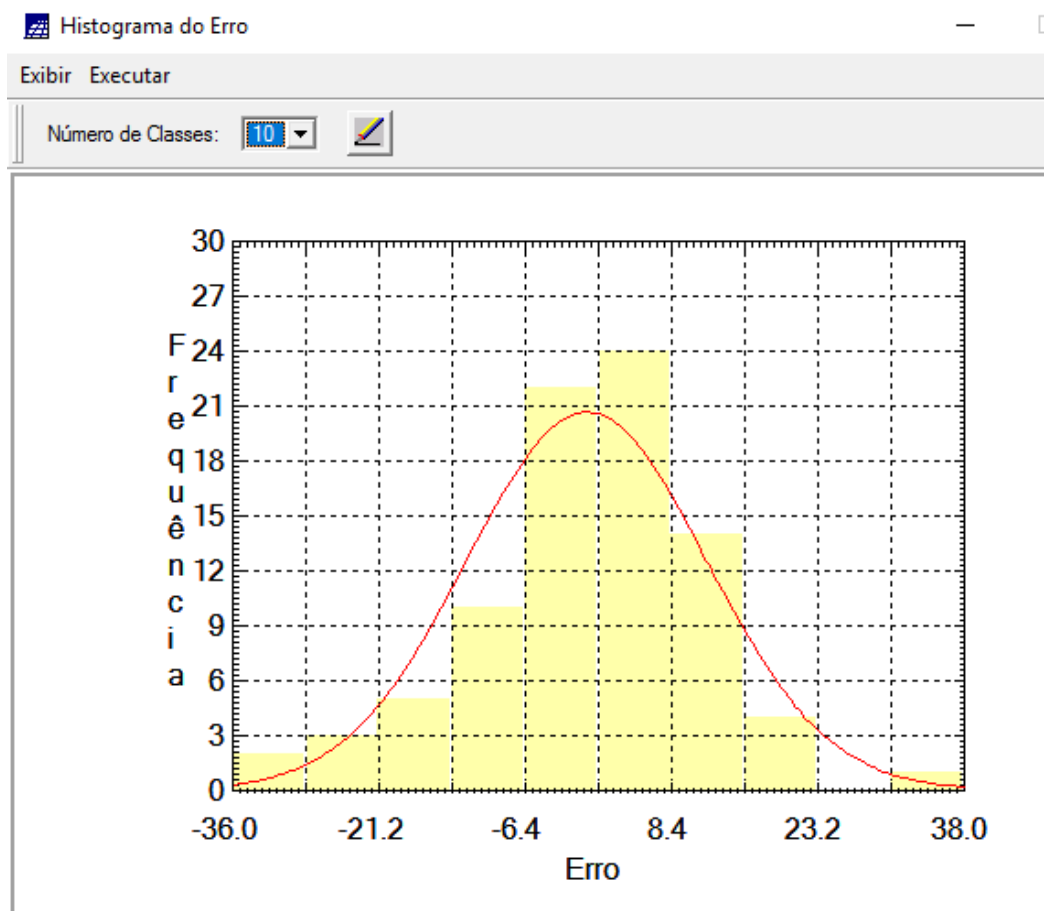 Histograma do Erro
Exibir Executar
Número de Classes: 10
30
27
24
21
18
15
12
9
6
3
0
Frequência
-36.0 -21.2 -6.4 8.4 23.2 38.0
Erro